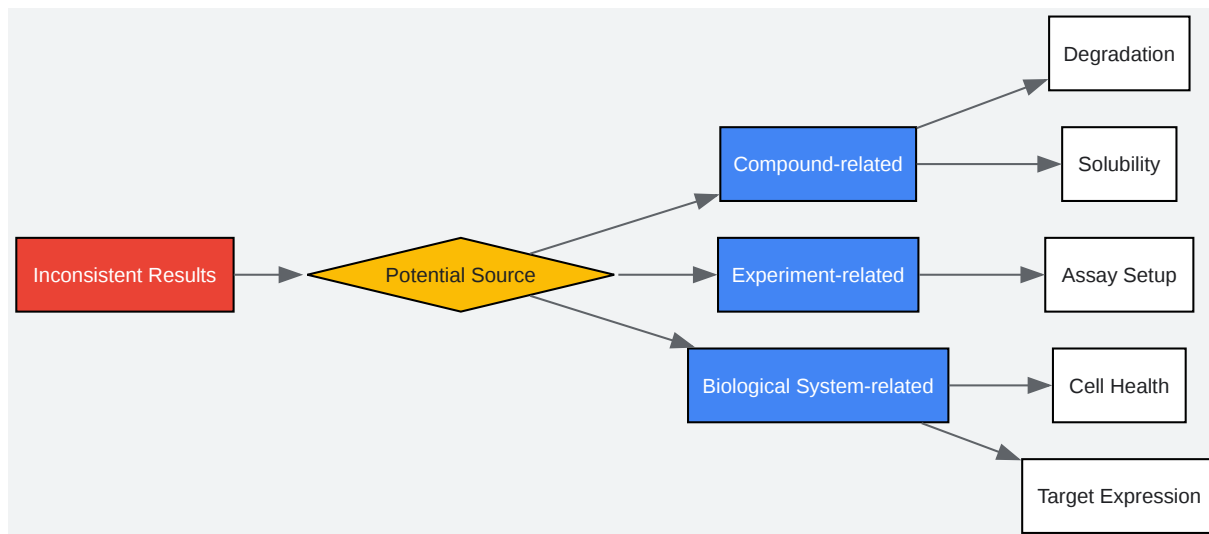 Inconsistent Results
Potential Source
Compound-related
Degradation
Solubility
Experiment-related
Assay Setup
Biological System-related
Cell Health
Target Expression